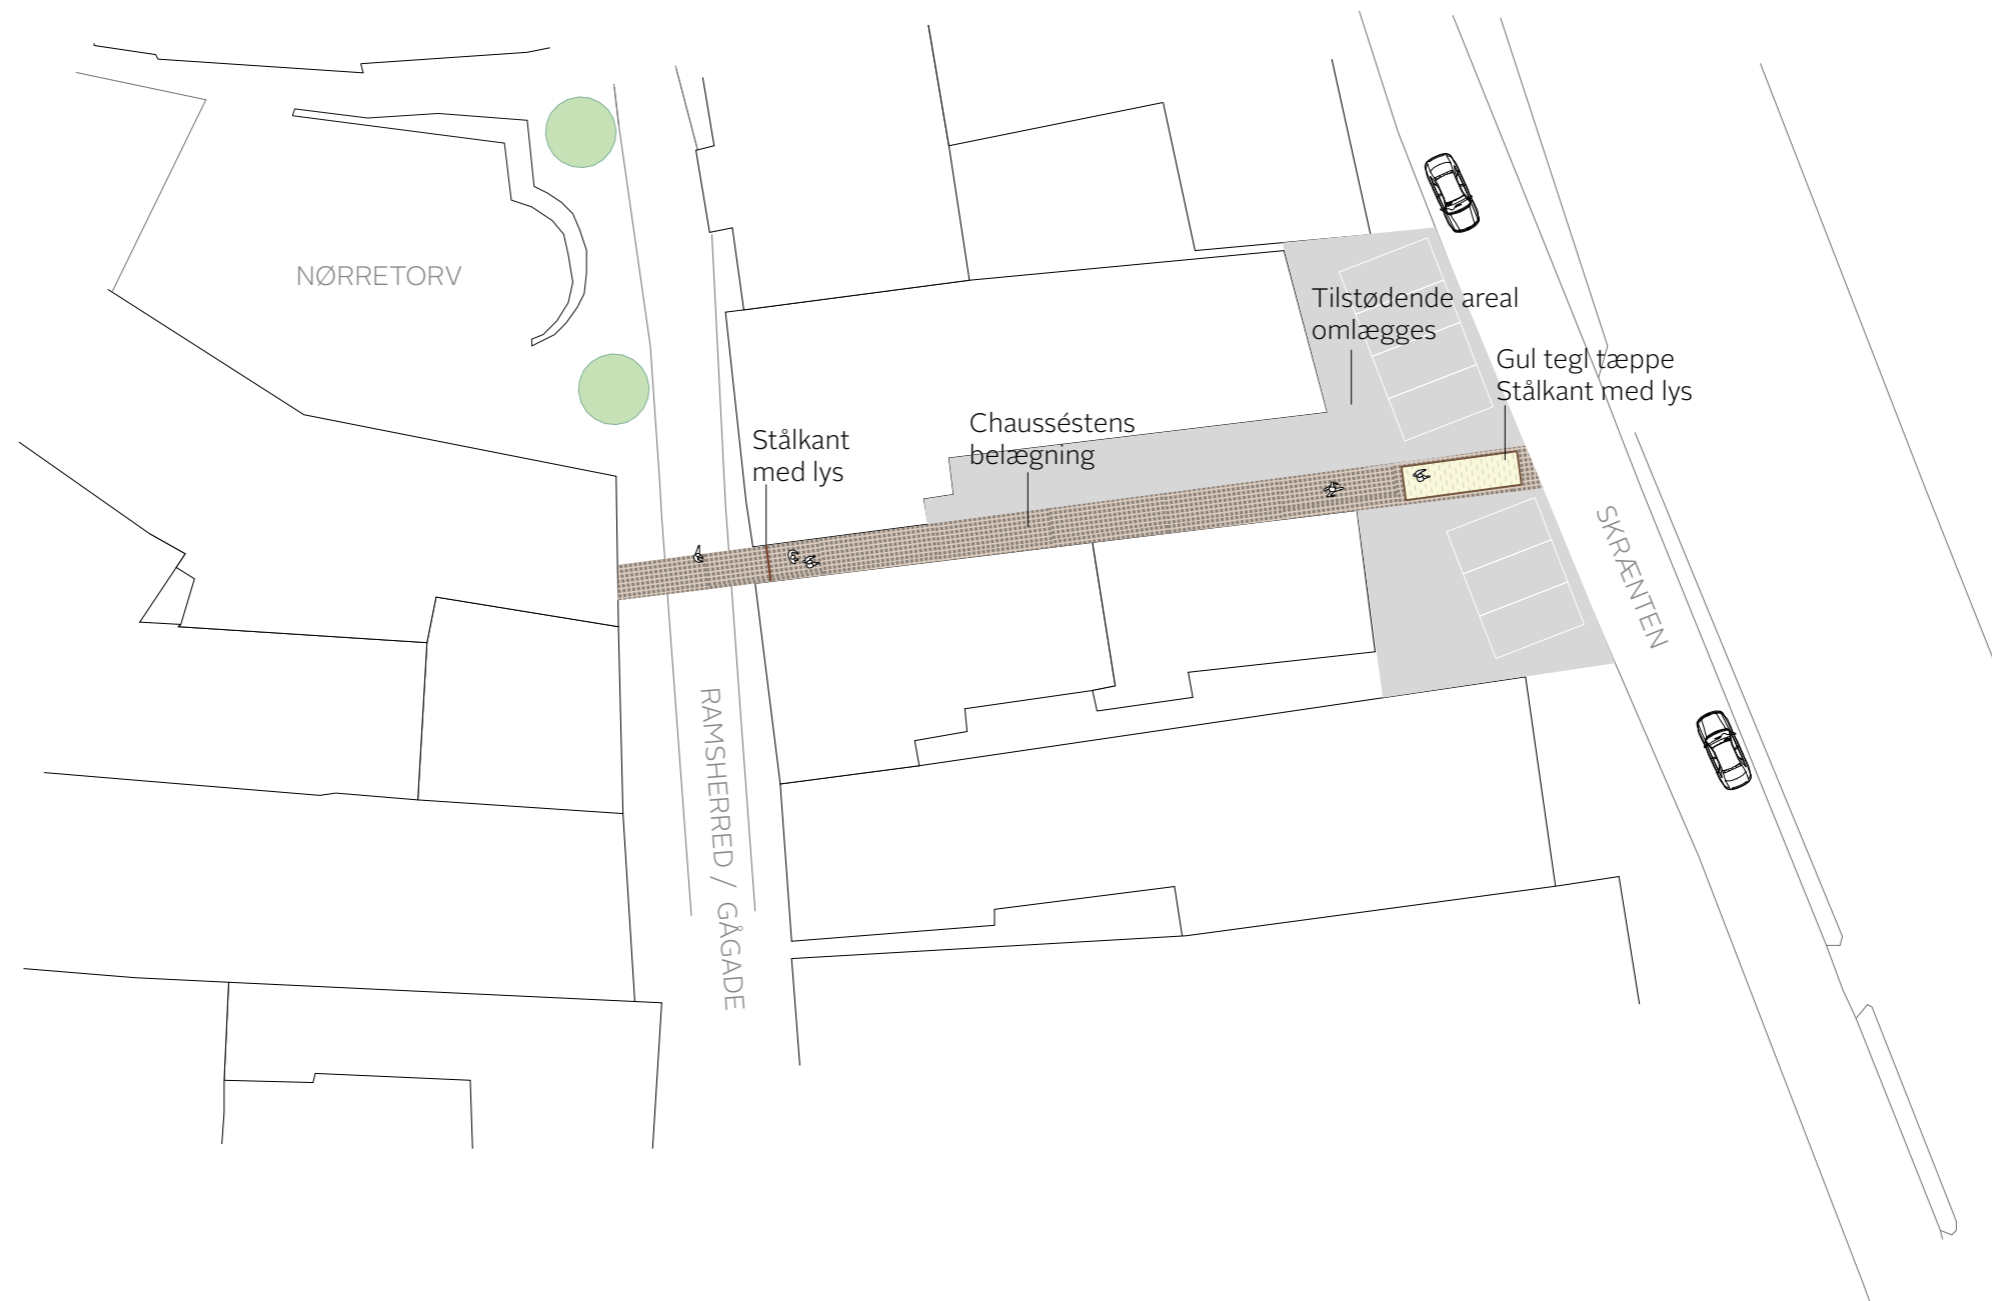 NØRRETORV
Tilstødende areal
omlægges
Gul tegl tæppe
Stålkant med lys
Chausséstens
belægning
Stålkant
med lys
SKRÆNTEN
RAMSHERRED / GÅGADE